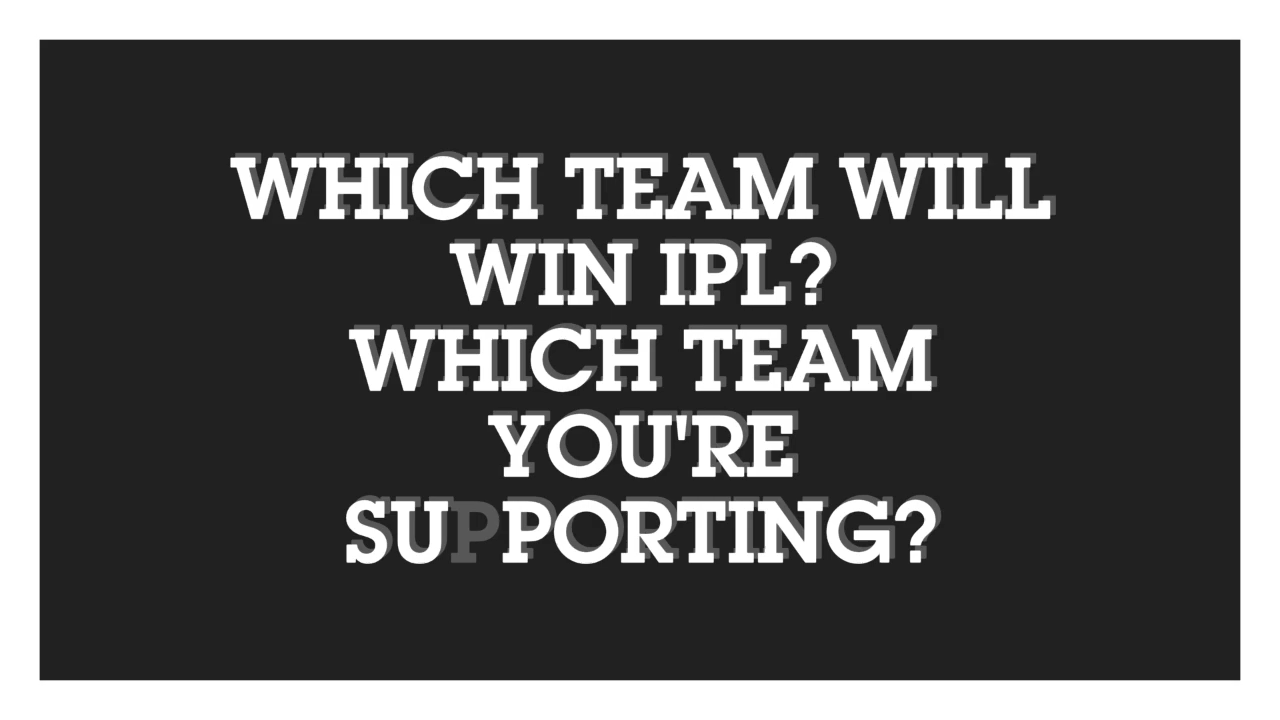 WHICH TEAM WILL
WIN IPL?
WHICH TEAM
YOU'RE
SUPPORTING?